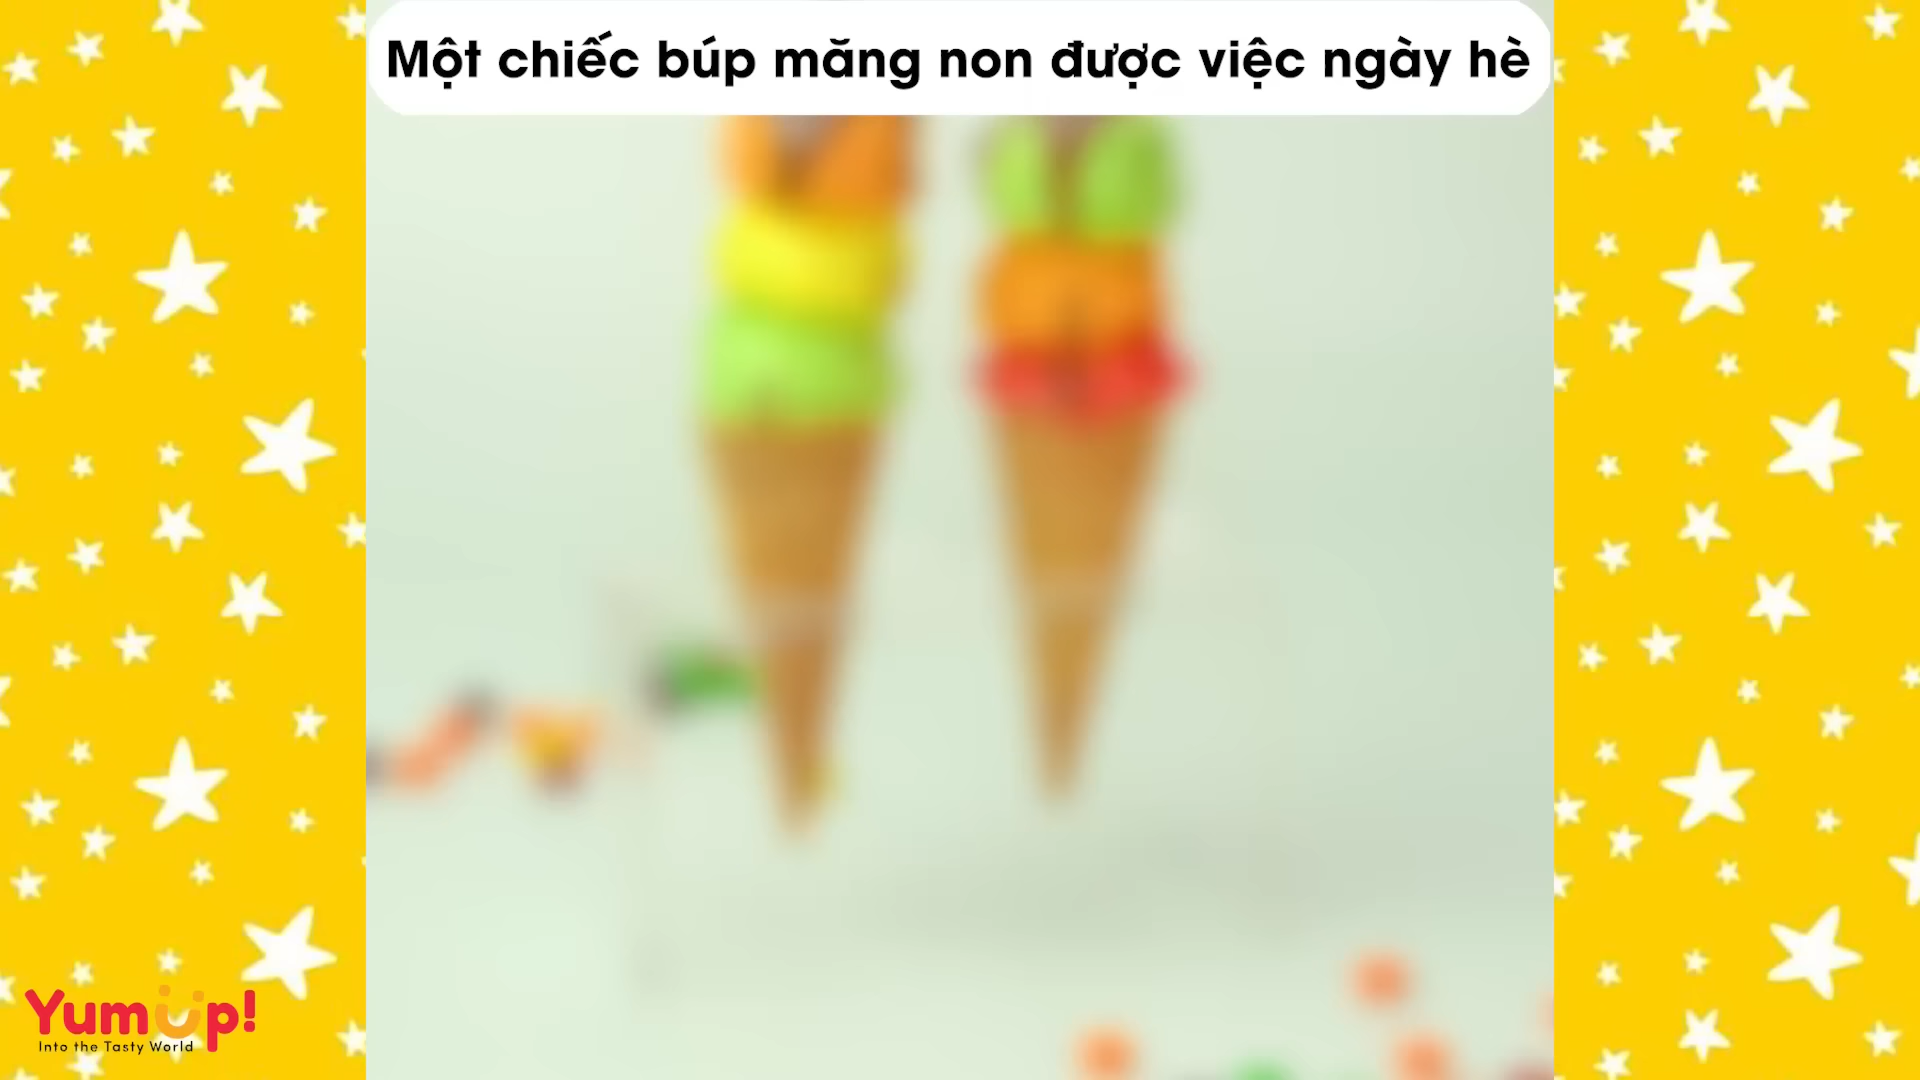 Một chiếc búp măng non được việc ngày hè
YumUp!
Into the Tasty World